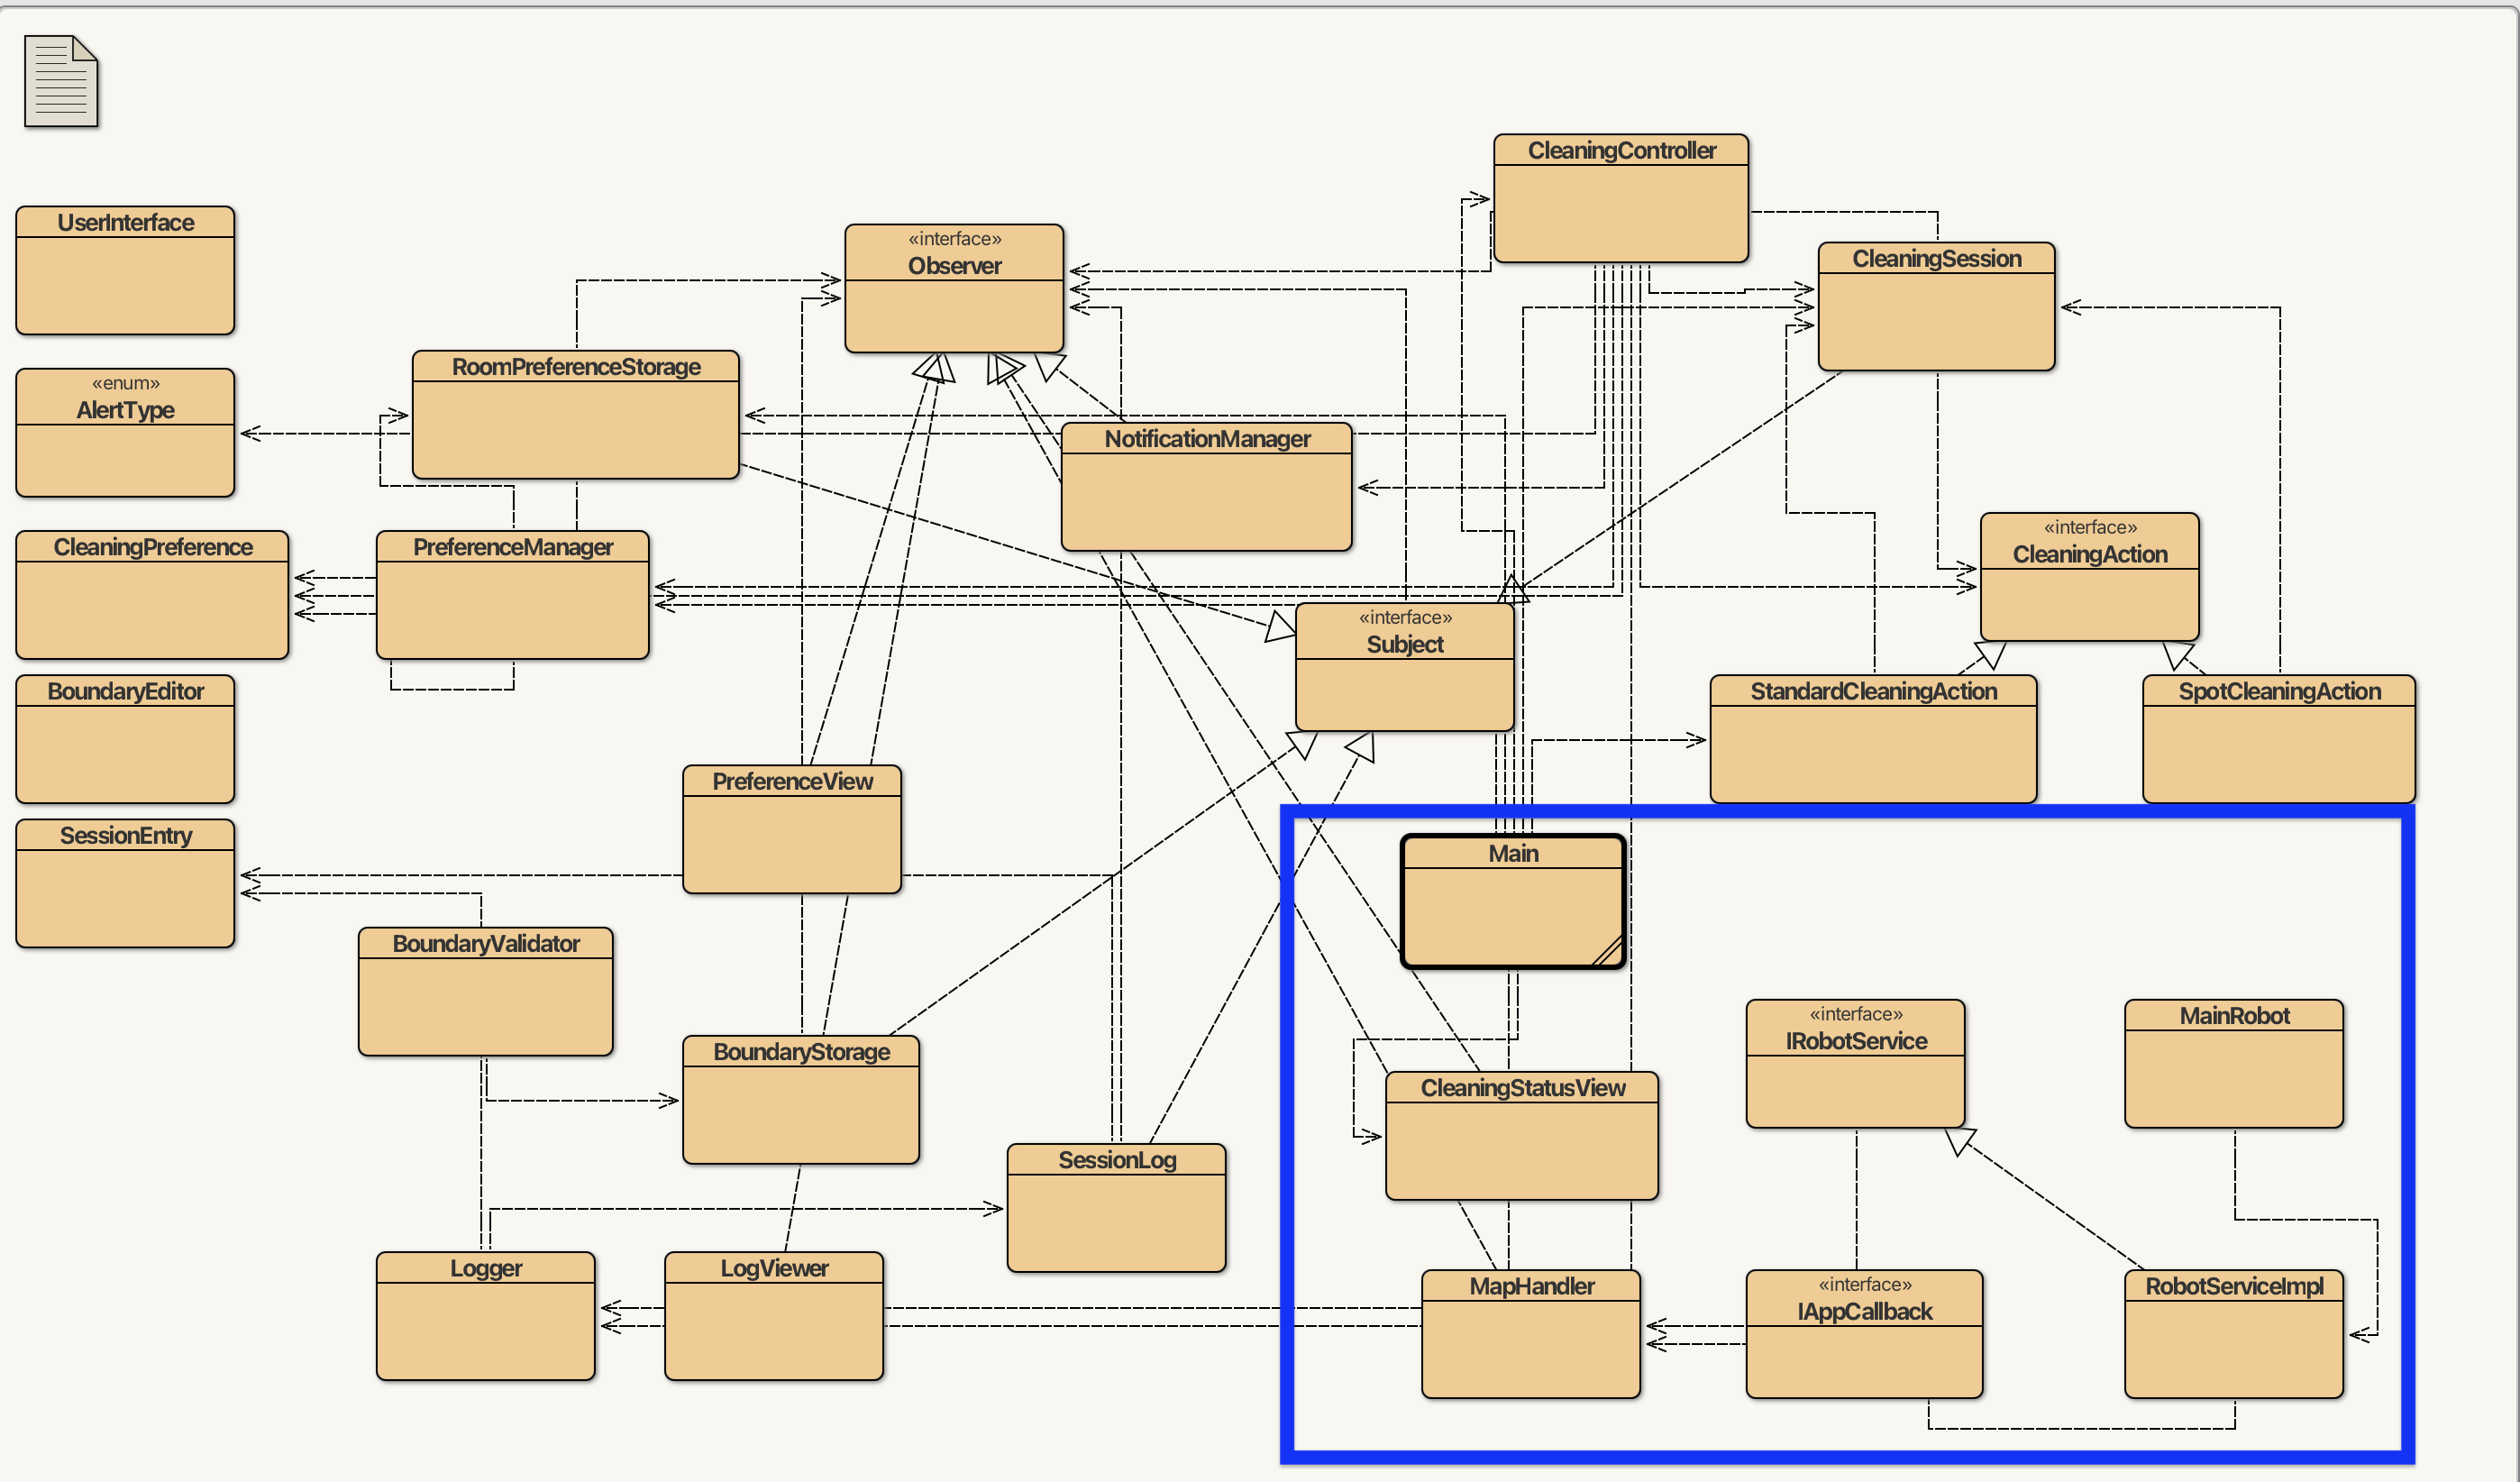 CleaningController
UserInterface
«interface»
Observer
CleaningSession
RoomPreferenceStorage
«enum»
AlertType
NotificationManager
CleaningPreference
PreferenceManager
«interface»
CleaningAction
«interface»
Subject
BoundaryEditor
StandardCleaningAction
SpotCleaningAction
PreferenceView
SessionEntry
Main
BoundaryValidator
«interface»
IRobotService
MainRobot
BoundaryStorage
CleaningStatusView
SessionLog
Logger
LogViewer
MapHandler
«interface»
IAppCallback
RobotServiceImpl